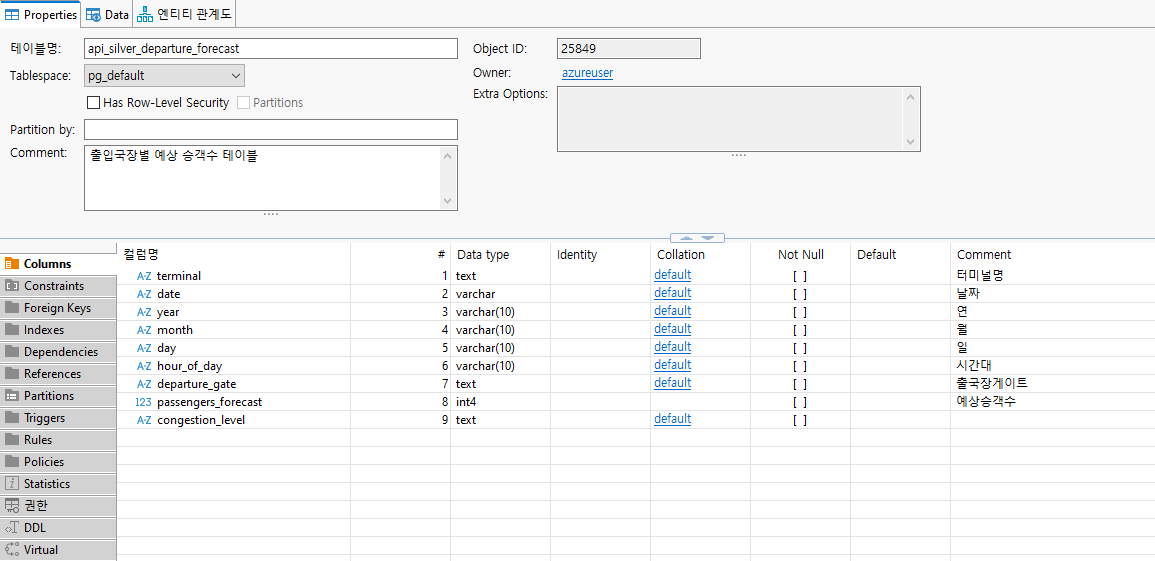 Properties Data 엔티티 관계도
테이블명: api_silver_departure_forecast Object ID: 25849
Tablespace: pg_default Owner: azureuser
Has Row-Level Security Partitions Extra Options:
Partition by:
Comment: 출입국장별 예상 승객수 테이블
컬럼명 # Data type Identity Collation Not Null Default Comment
Columns
Constraints
Foreign Keys
Indexes
Dependencies
References
Partitions
Triggers
Rules
Policies
Statistics
권한
DDL
Virtual
A-Z terminal 1 text default [ ] 터미널명
A-Z date 2 varchar default [ ] 날짜
A-Z year 3 varchar(10) default [ ] 연
A-Z month 4 varchar(10) default [ ] 월
A-Z day 5 varchar(10) default [ ] 일
A-Z hour_of_day 6 varchar(10) default [ ] 시간대
A-Z departure_gate 7 text default [ ] 출국장게이트
123 passengers_forecast 8 int4 [ ] 예상승객수
A-Z congestion_level 9 text default [ ]